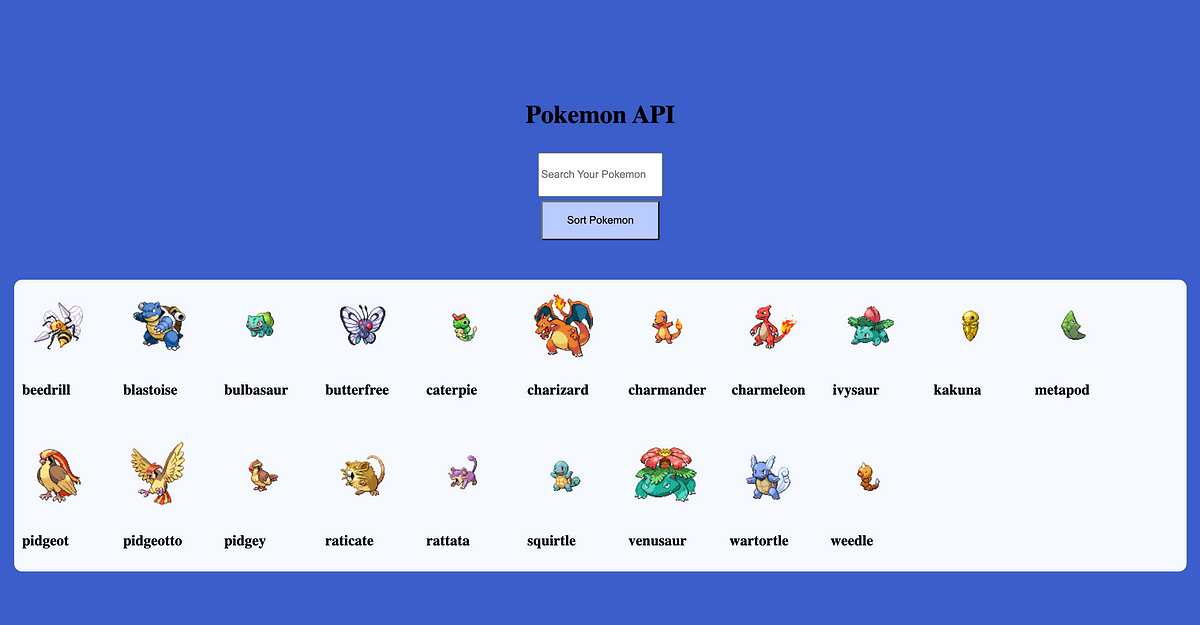 Pokemon API
Search Your Pokemon
Sort Pokemon
beedrill blastoise bulbasaur butterfree caterpie charizard charmander charmeleon ivysaur kakuna metapod
pidgeot pidgeotto pidgey raticate rattata squirtle venusaur wartortle weedle